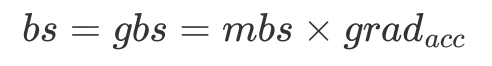 bs = gbs = mbs × grad_acc